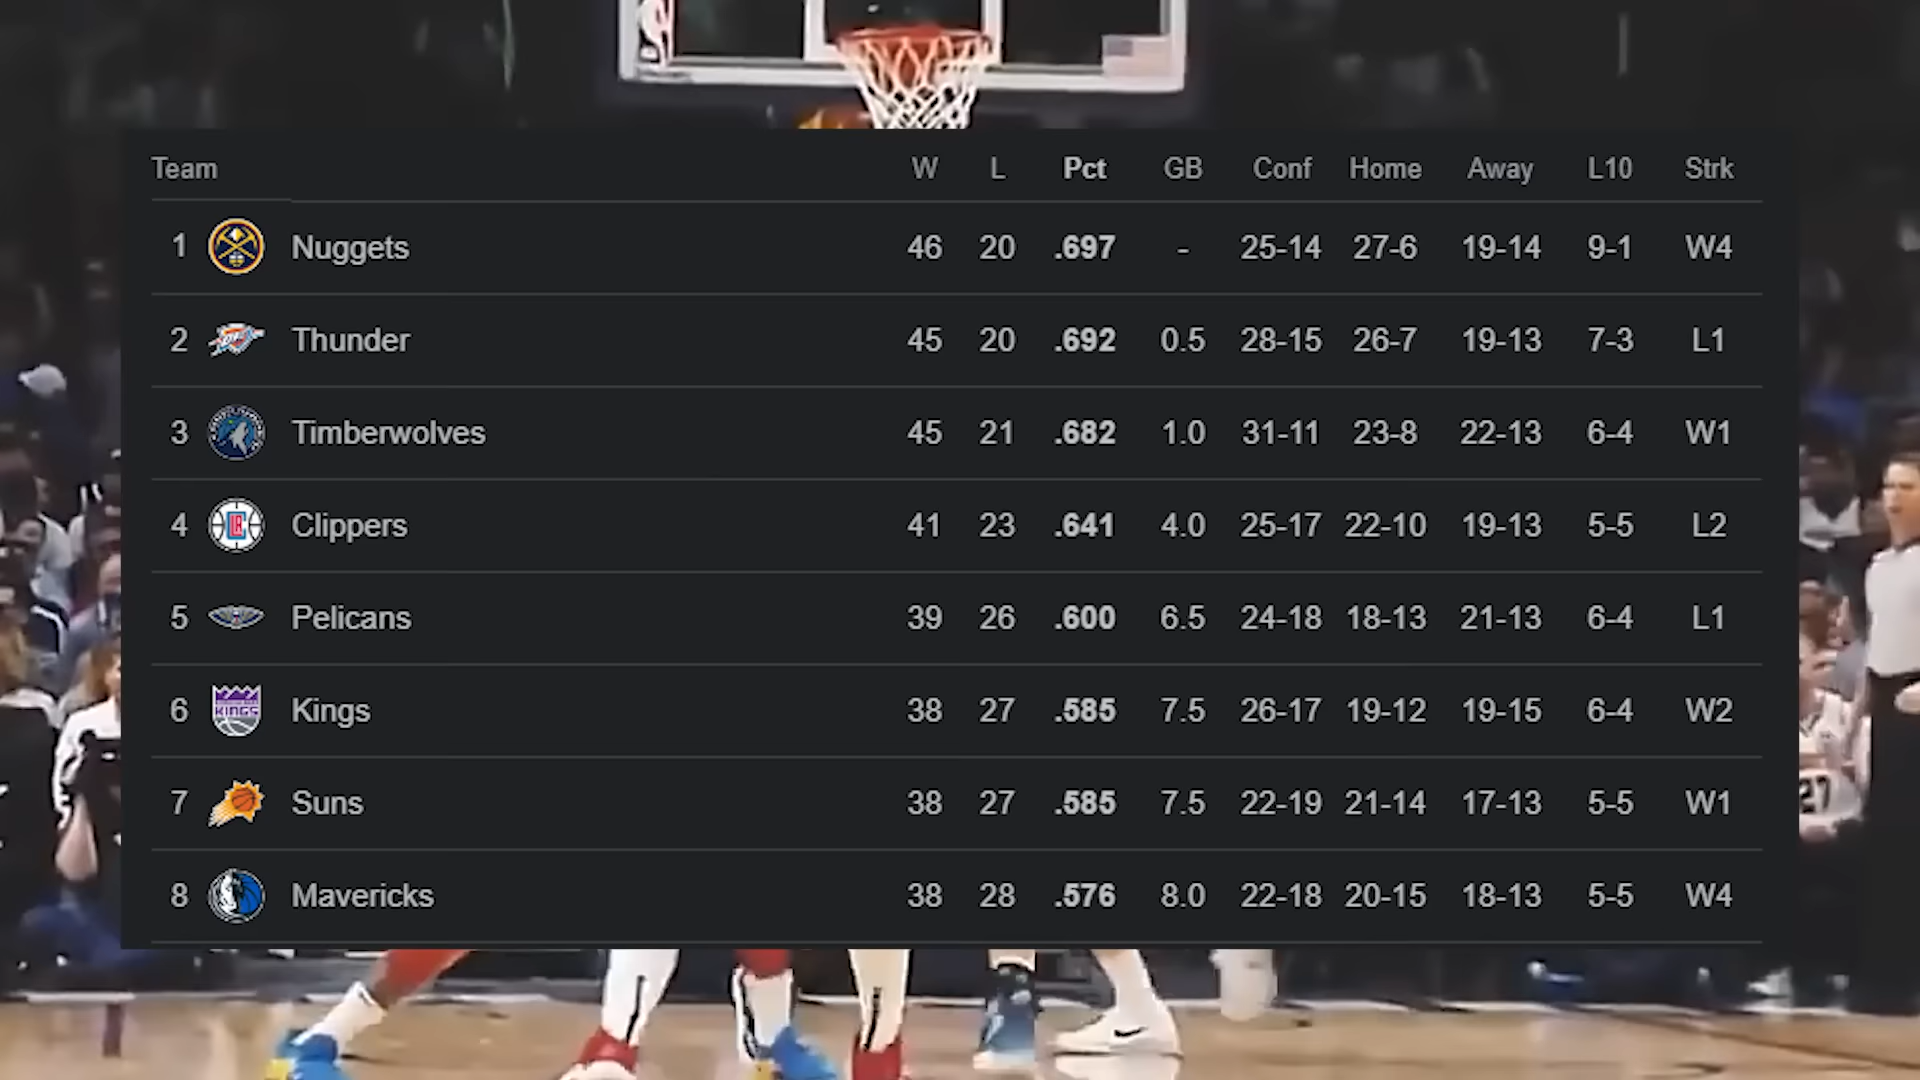 Team W L Pct GB Conf Home Away L10 Strk
1 Nuggets 46 20 .697 - 25-14 27-6 19-14 9-1 W4
2 Thunder 45 20 .692 0.5 28-15 26-7 19-13 7-3 L1
3 Timberwolves 45 21 .682 1.0 31-11 23-8 22-13 6-4 W1
4 Clippers 41 23 .641 4.0 25-17 22-10 19-13 5-5 L2
5 Pelicans 39 26 .600 6.5 24-18 18-13 21-13 6-4 L1
6 KINGS Kings 38 27 .585 7.5 26-17 19-12 19-15 6-4 W2
7 Suns 38 27 .585 7.5 22-19 21-14 17-13 5-5 W1
8 Mavericks 38 28 .576 8.0 22-18 20-15 18-13 5-5 W4